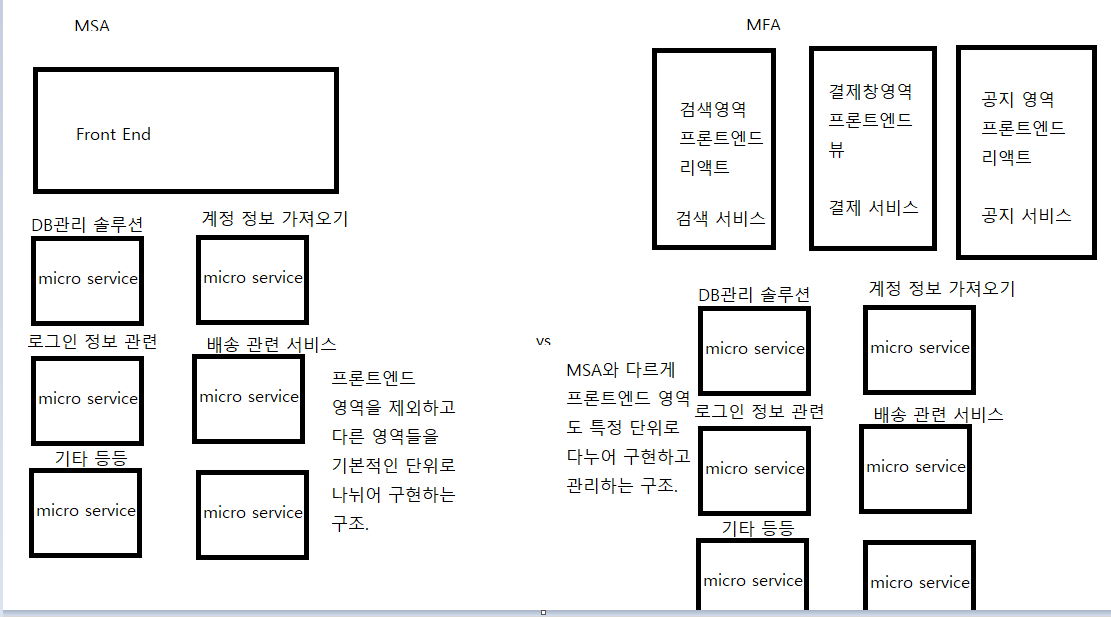 MSA
Front End
DB관리 솔루션
계정 정보 가져오기
micro service
micro service
로그인 정보 관련
배송 관련 서비스
micro service
micro service
기타 등등
micro service
micro service
프론트엔드
영역을 제외하고
다른 영역들을
기본적인 단위로
나뉘어 구현하는
구조.
vs
MFA
검색영역
프론트엔드
리액트
검색 서비스
결제창영역
프론트엔드
뷰
결제 서비스
공지 영역
프론트엔드
리액트
공지 서비스
MSA와 다르게
프론트엔드 영역
도 특정 단위로
다누어 구현하고
관리하는 구조.
DB관리 솔루션
계정 정보 가져오기
micro service
micro service
로그인 정보 관련
배송 관련 서비스
micro service
micro service
기타 등등
micro service
micro service